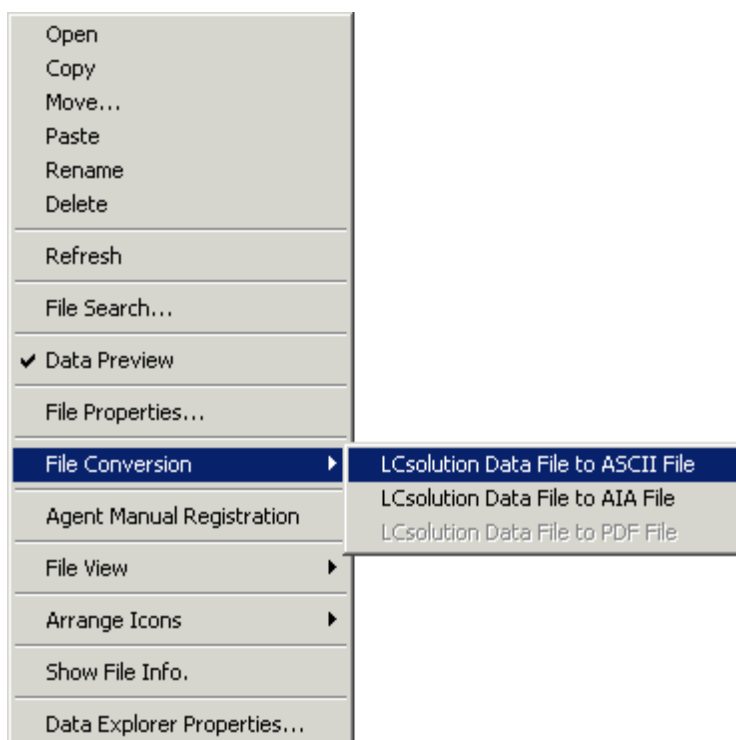 Open
Copy
Move...
Paste
Rename
Delete
Refresh
File Search...
Data Preview
File Properties...
File Conversion
LCsolution Data File to ASCII File
LCsolution Data File to AIA File
LCsolution Data File to PDF File
Agent Manual Registration
File View
Arrange Icons
Show File Info.
Data Explorer Properties...